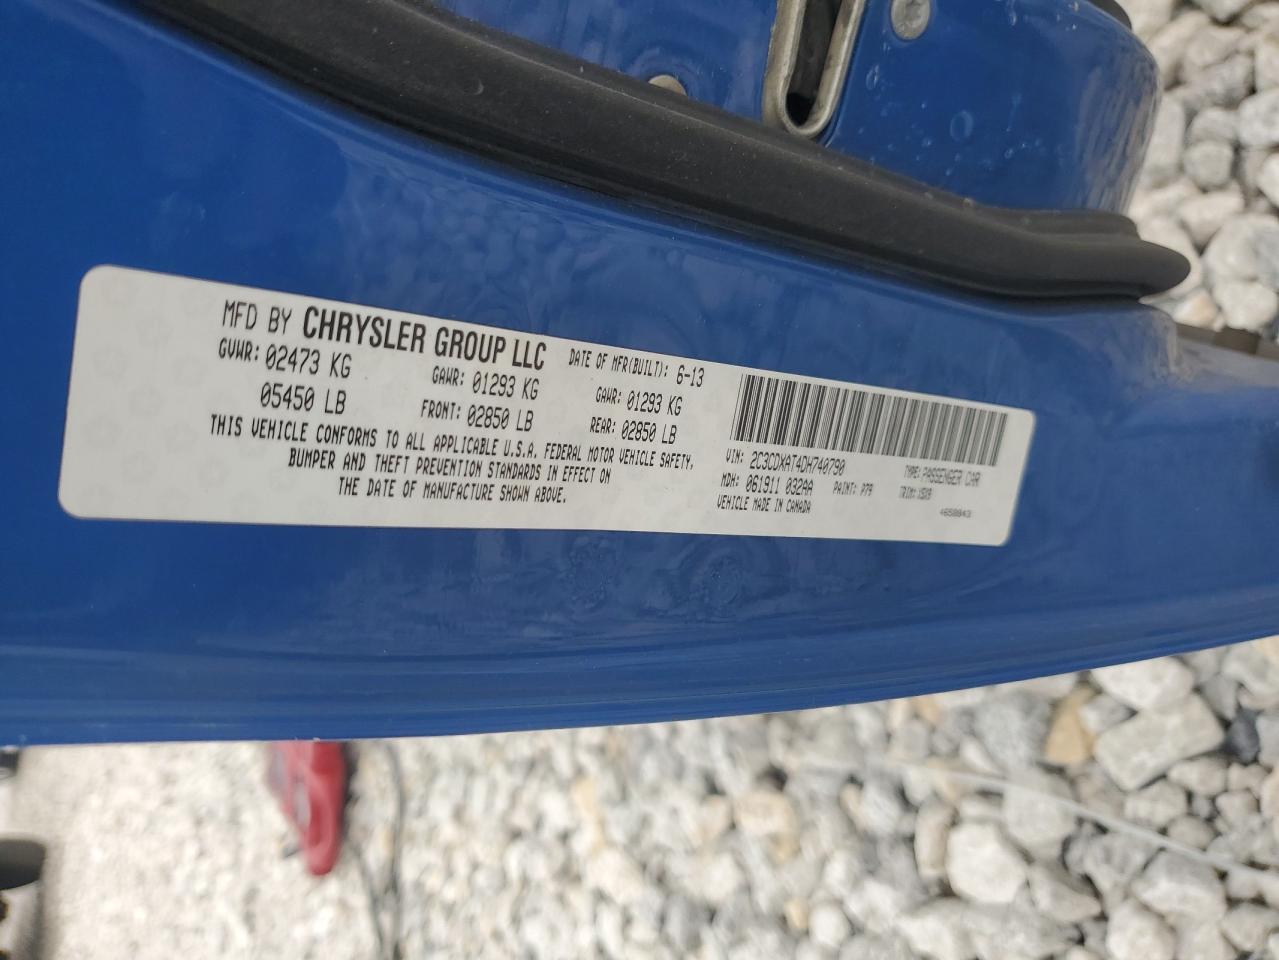 MFD BY CHRYSLER GROUP LLC DATE OF MFR(BUILT): 6-13
GVWR: 02473 KG GAWR: 01293 KG GAWR: 01293 KG
05450 LB FRONT: 02850 LB REAR: 02850 LB
THIS VEHICLE CONFORMS TO ALL APPLICABLE U.S.A. FEDERAL MOTOR VEHICLE SAFETY,
BUMPER AND THEFT PREVENTION STANDARDS IN EFFECT ON
THE DATE OF MANUFACTURE SHOWN ABOVE.
VIN: 2C3CDXAT4DH740790 TYPE: PASSENGER CAR
MDH: 061911 032AA PAINT: P79 TRIM:
VEHICLE MADE IN CANADA